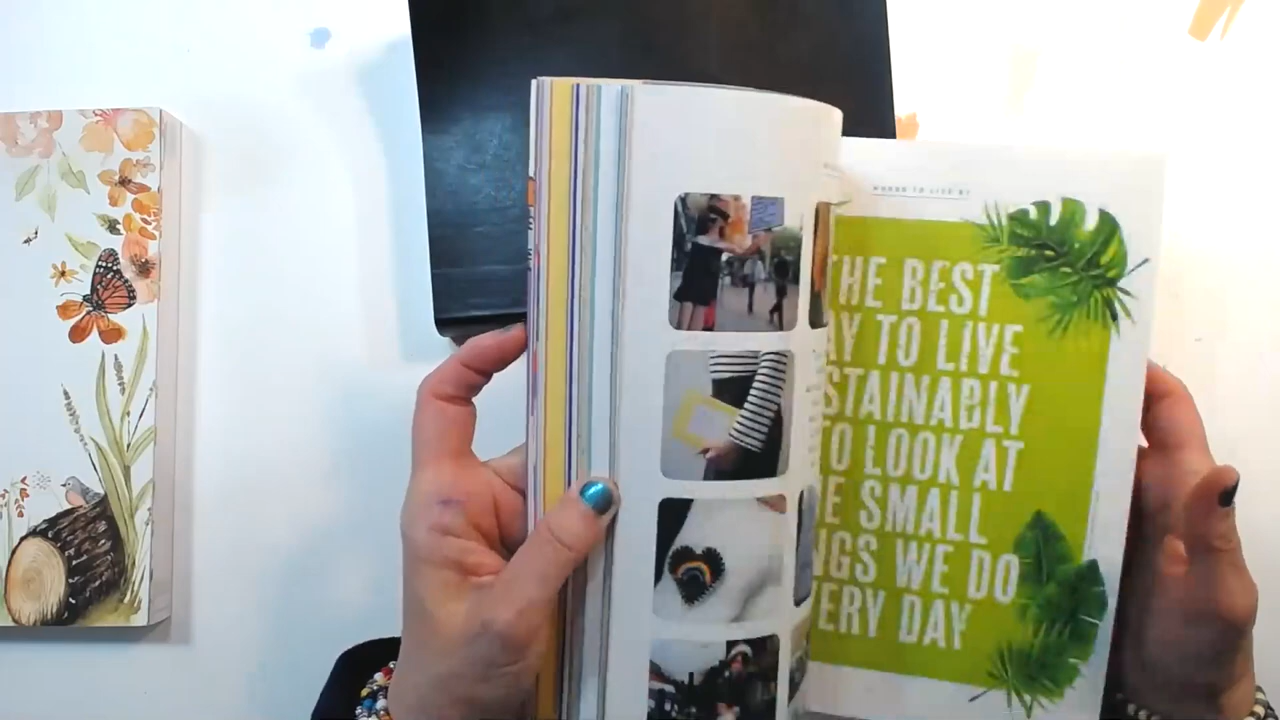 WORDS TO LIVE BY
THE BEST
AY TO LIVE
STAINABLY
TO LOOK AT
E SMALL
NGS WE DO
VERY DAY